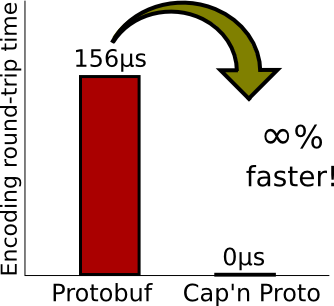 Encoding round-trip time
156µs
∞%
faster!
0µs
Protobuf
Cap'n Proto